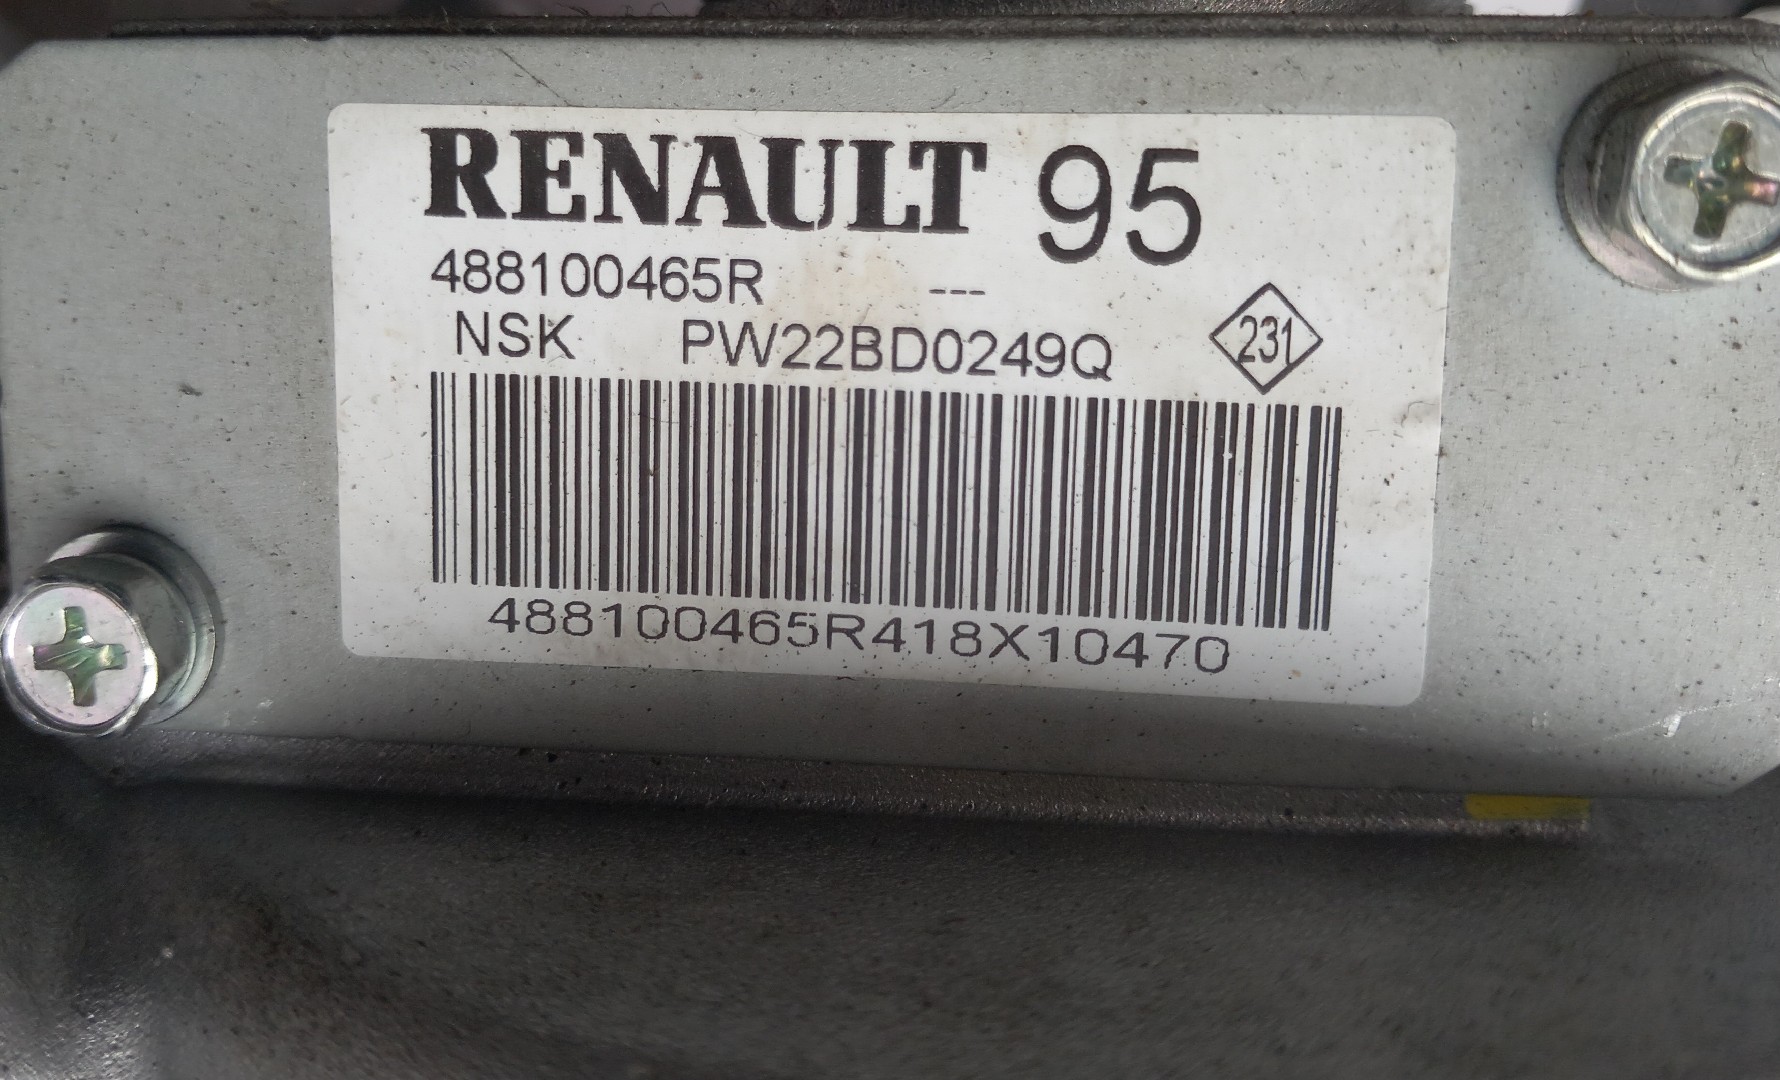 RENAULT 95
488100465R ---
NSK PW22BD0249Q 231
488100465R418X10470